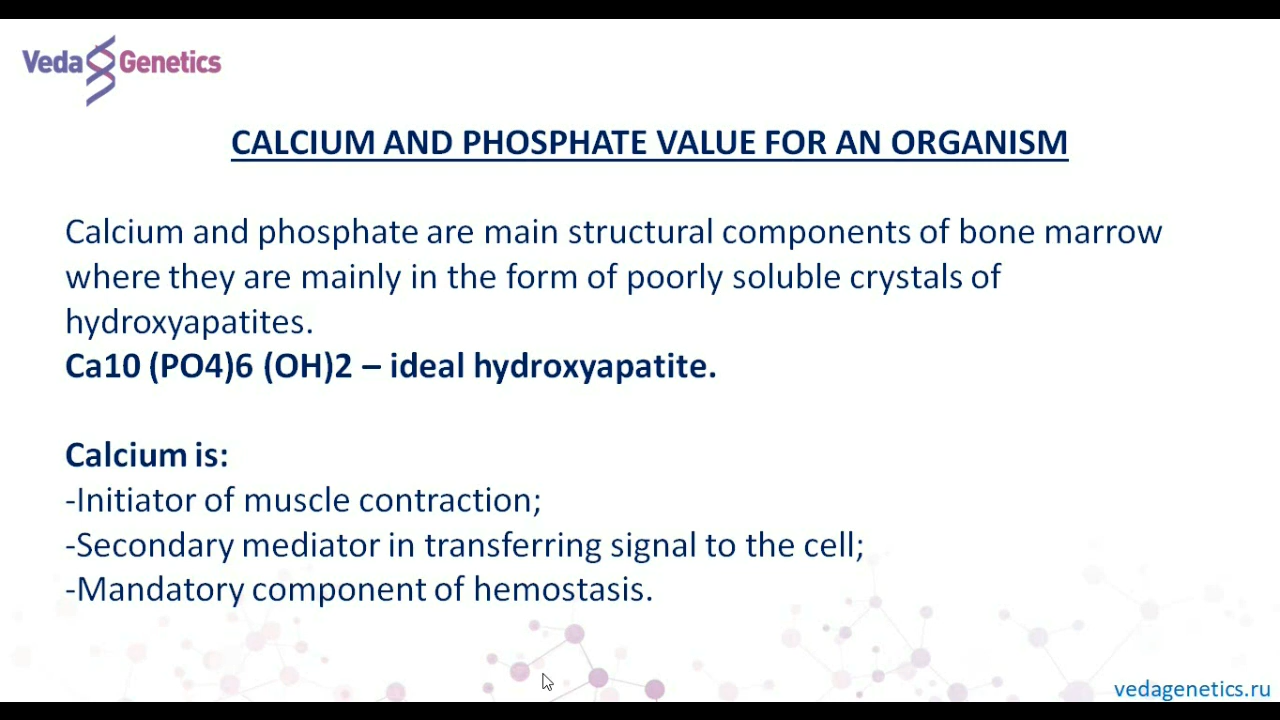 Veda Genetics
CALCIUM AND PHOSPHATE VALUE FOR AN ORGANISM
Calcium and phosphate are main structural components of bone marrow
where they are mainly in the form of poorly soluble crystals of
hydroxyapatites.
Ca10 (PO4)6 (OH)2 – ideal hydroxyapatite.
Calcium is:
-Initiator of muscle contraction;
-Secondary mediator in transferring signal to the cell;
-Mandatory component of hemostasis.
vedagenetics.ru